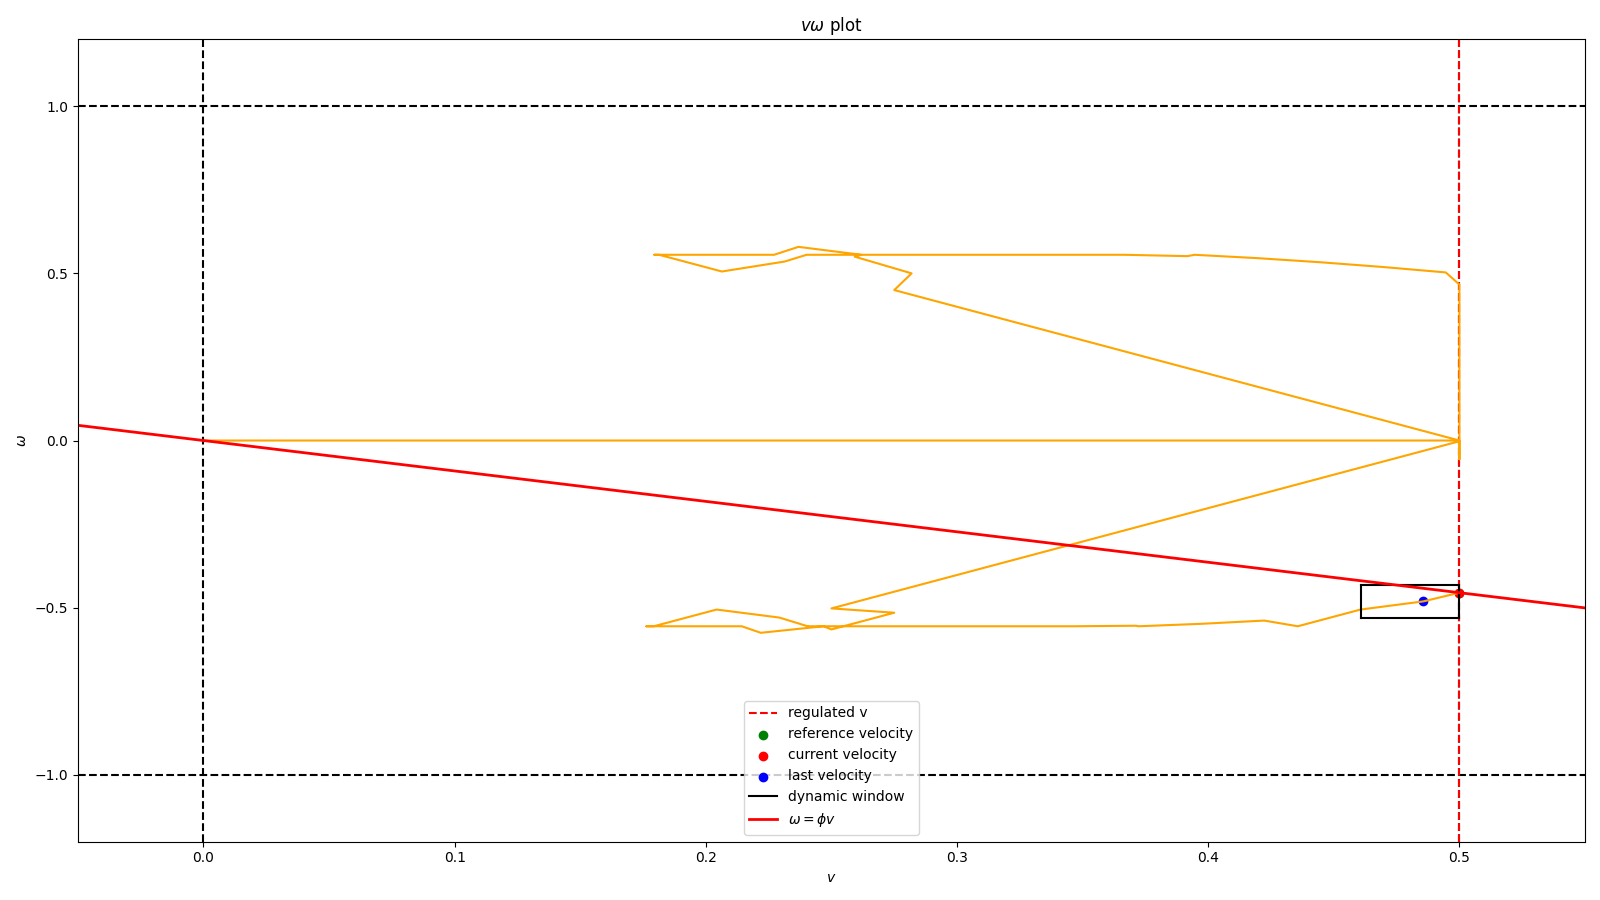 vω plot
1.0
0.5
0.0
−0.5
−1.0
ω
regulated v
reference velocity
current velocity
last velocity
dynamic window
ω = ϕv
0.0 0.1 0.2 0.3 0.4 0.5
v